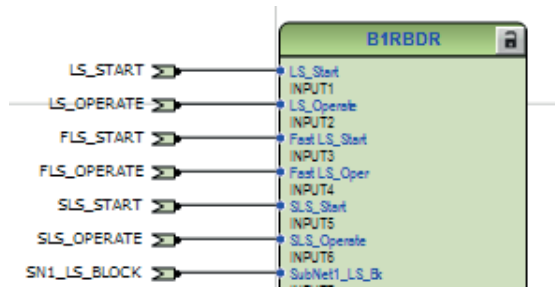 B1RBDR
LS_START
LS_Start
INPUT1
LS_OPERATE
LS_Operate
INPUT2
FLS_START
Fast LS_Start
INPUT3
FLS_OPERATE
Fast LS_Oper
INPUT4
SLS_START
SLS_Start
INPUT5
SLS_OPERATE
SLS_Operate
INPUT6
SN1_LS_BLOCK
SubNet1_LS_Bk